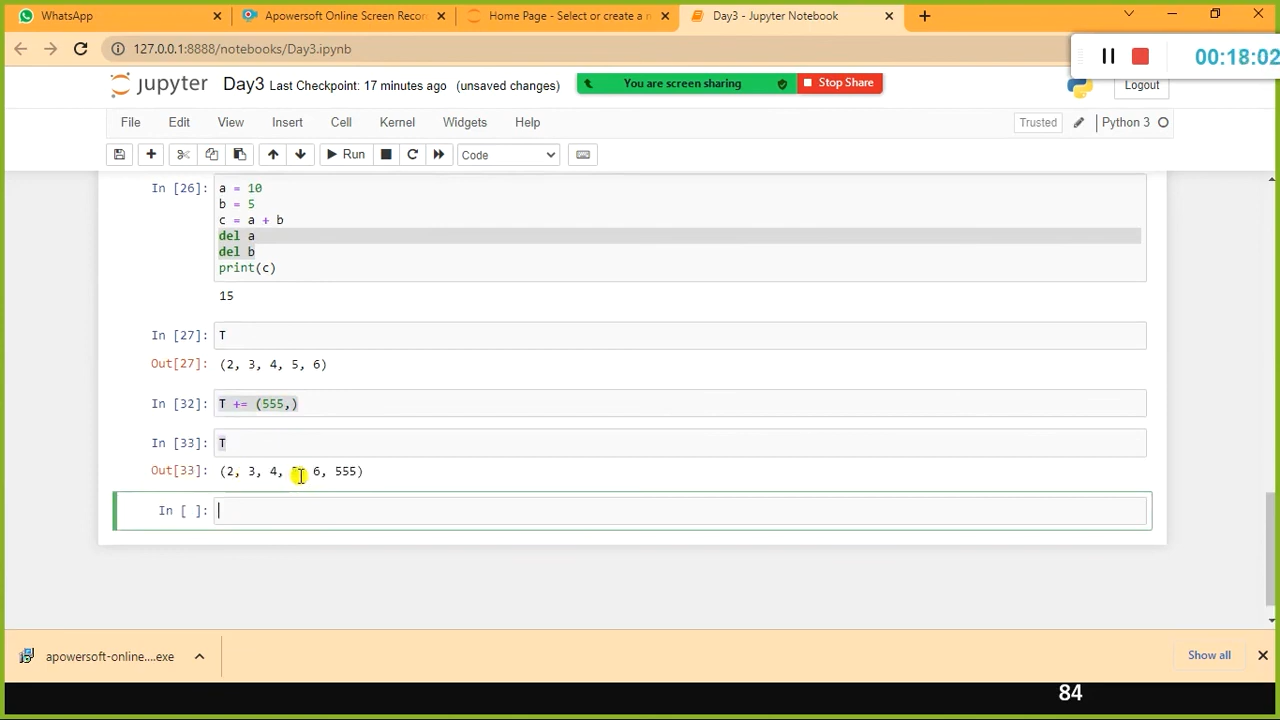 WhatsApp
Apowersoft Online Screen Recor
Home Page - Select or create a n
Day3 - Jupyter Notebook
127.0.0.1:8888/notebooks/Day3.ipynb
00:18:02
jupyter Day3 Last Checkpoint: 17 minutes ago (unsaved changes)
You are screen sharing Stop Share
Logout
File Edit View Insert Cell Kernel Widgets Help
Trusted Python 3
Run Code
In [26]: a = 10
b = 5
c = a + b
del a
del b
print(c)
15
In [27]: T
Out[27]: (2, 3, 4, 5, 6)
In [32]: T += (555,)
In [33]: T
Out[33]: (2, 3, 4, 6, 555)
In [ ]:
apowersoft-online....exe
Show all
84